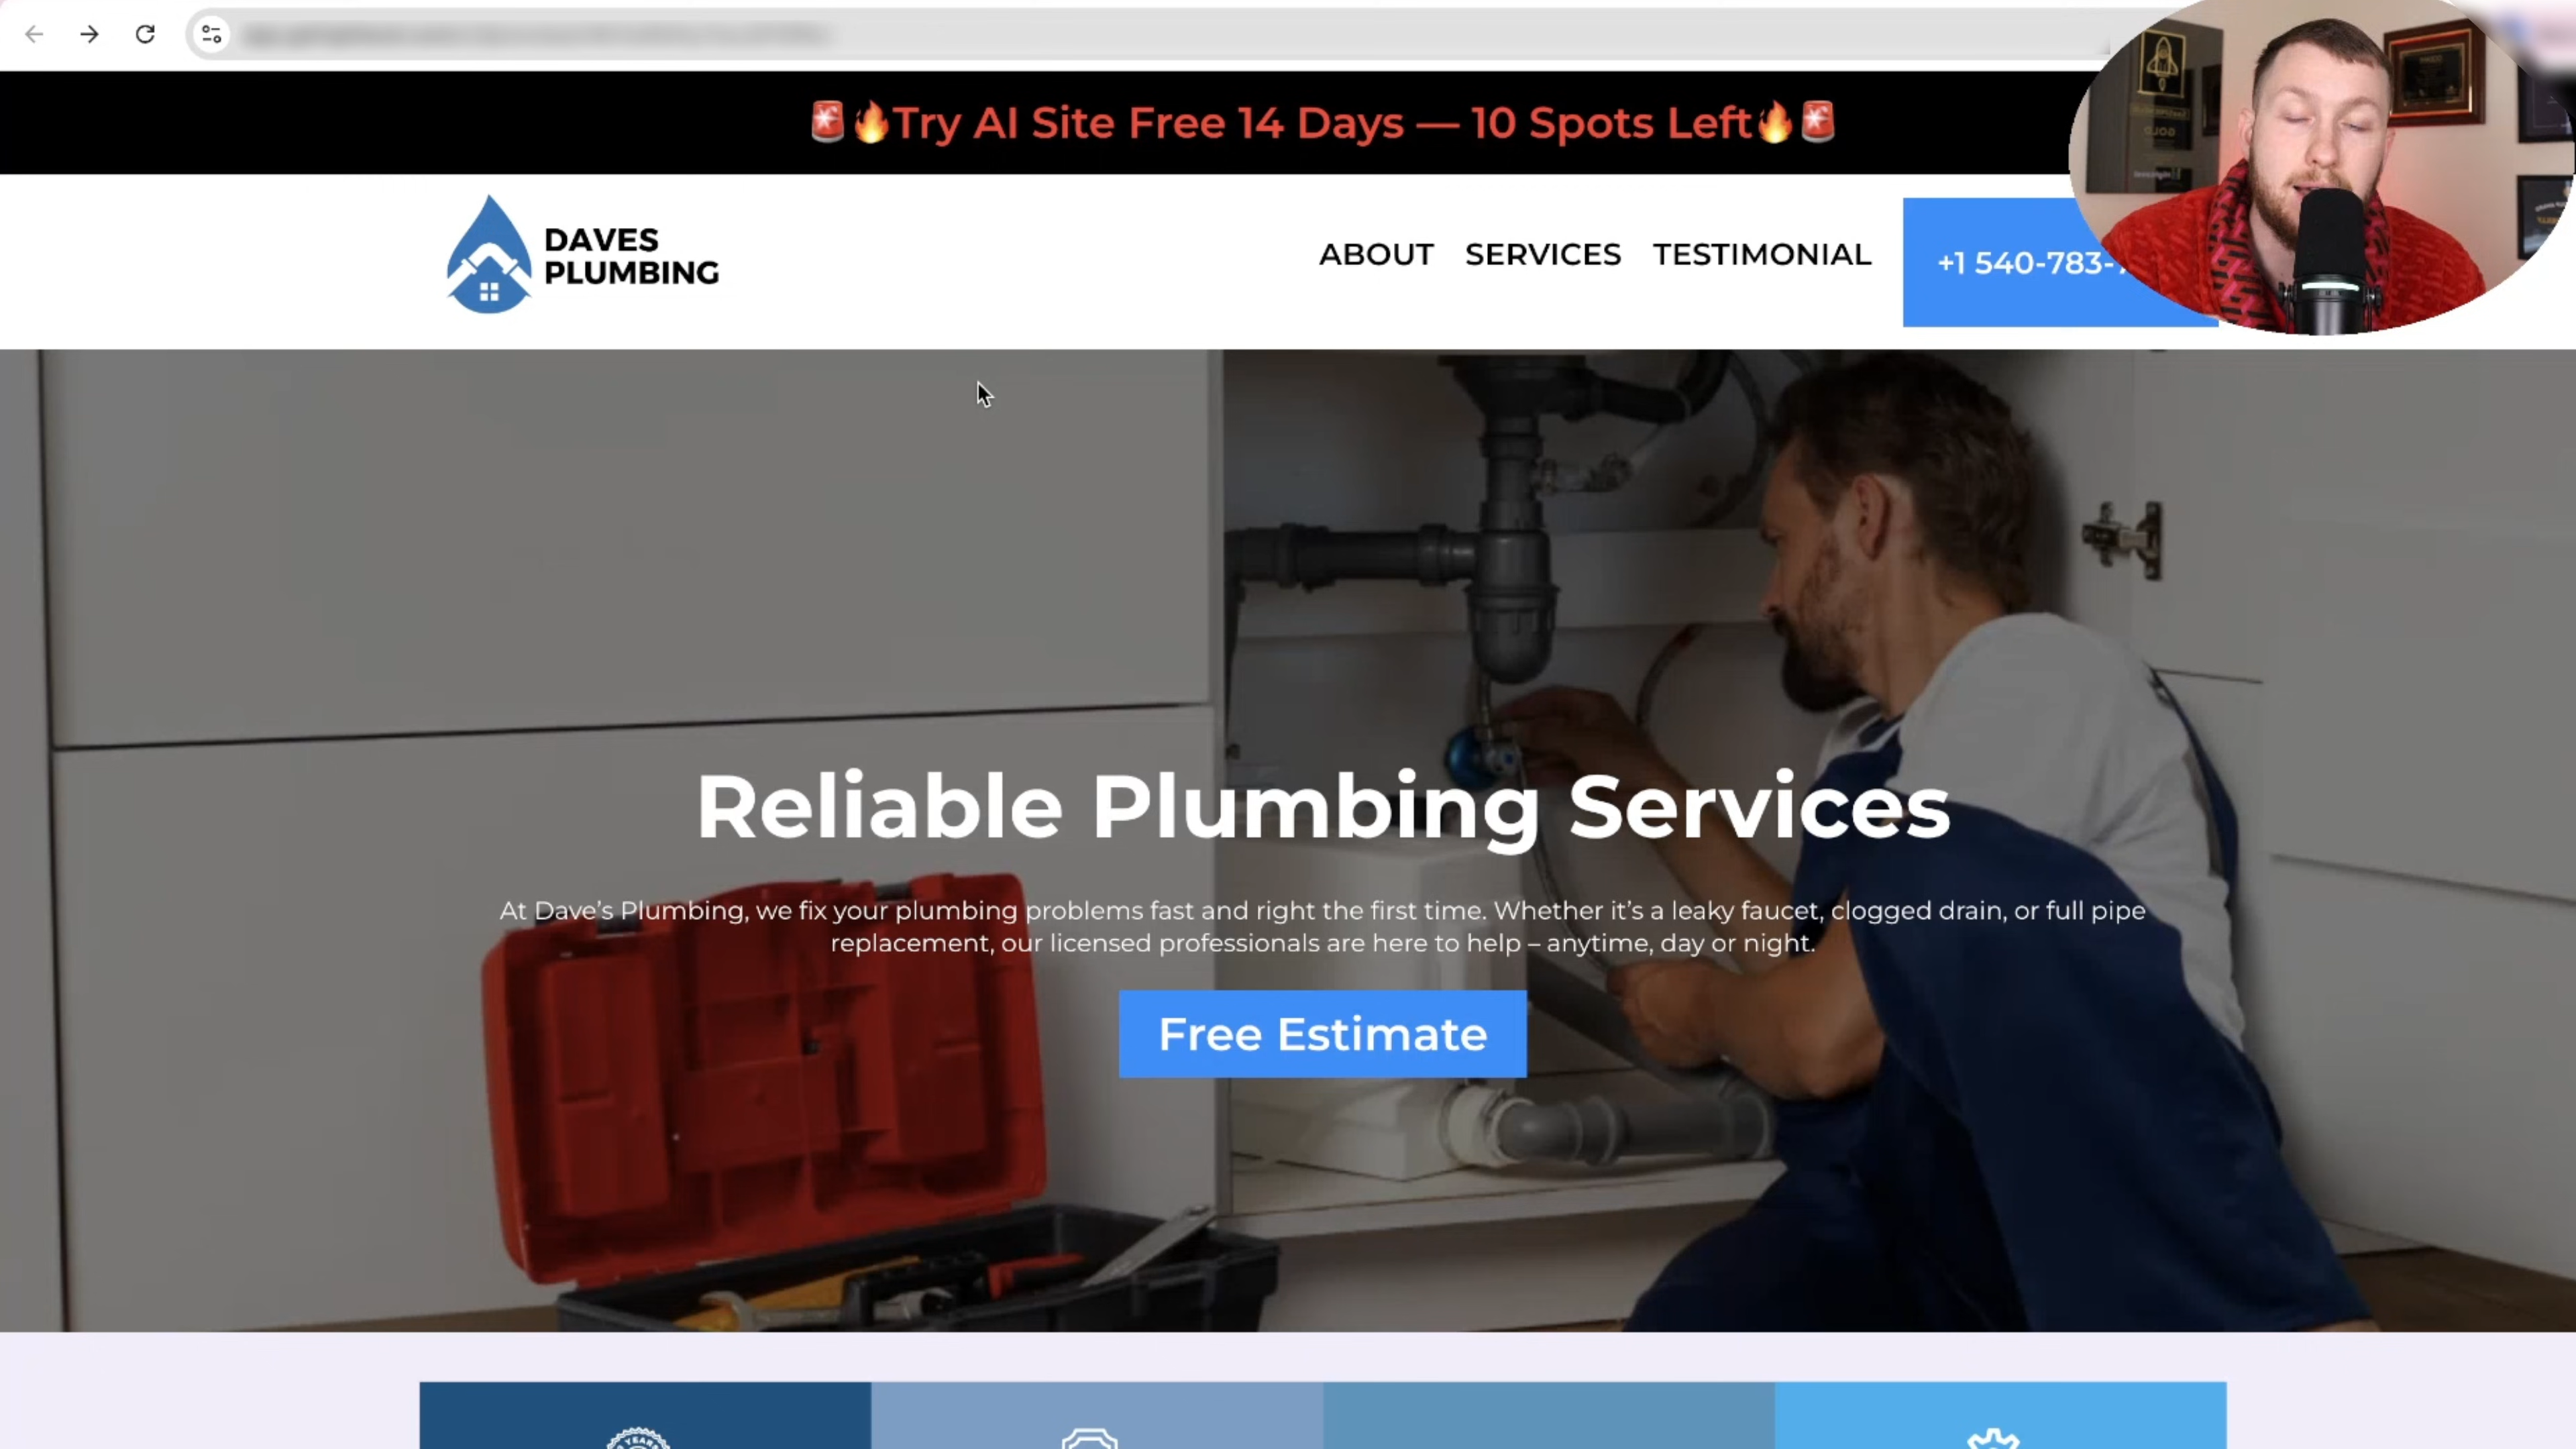 🚨🔥Try AI Site Free 14 Days — 10 Spots Left🔥🚨
DAVES
PLUMBING
ABOUT SERVICES TESTIMONIAL
+1 540-783-
Reliable Plumbing Services
At Dave’s Plumbing, we fix your plumbing problems fast and right the first time. Whether it’s a leaky faucet, clogged drain, or full pipe
replacement, our licensed professionals are here to help – anytime, day or night.
Free Estimate
YEARS